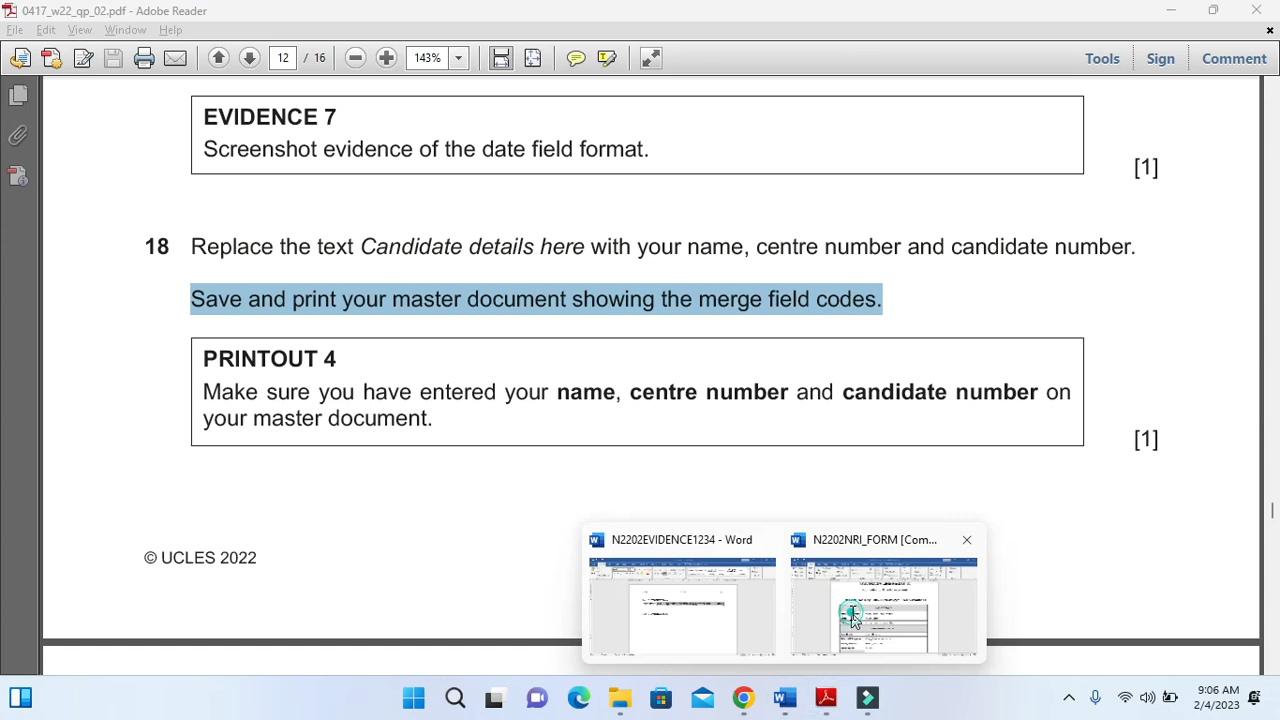 0417_w22_qp_02.pdf - Adobe Reader
File Edit View Window Help
12 / 16 143% Tools Sign Comment
EVIDENCE 7
Screenshot evidence of the date field format.
[1]
18 Replace the text Candidate details here with your name, centre number and candidate number.
Save and print your master document showing the merge field codes.
PRINTOUT 4
Make sure you have entered your name, centre number and candidate number on
your master document.
[1]
© UCLES 2022
N2202EVIDENCE1234 - Word
N2202NRI_FORM [Com...
9:06 AM
2/4/2023